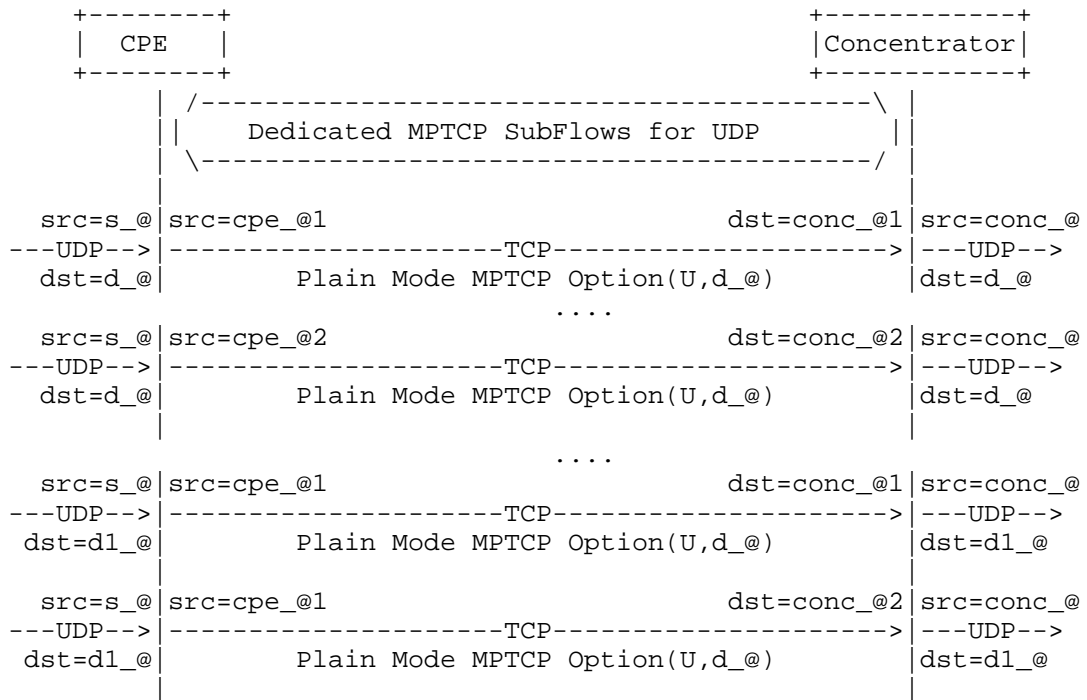 +--------+                                     +------------+
|  CPE   |                                     |Concentrator|
+--------+                                     +------------+
| /------------------------------------------\ |
||    Dedicated MPTCP SubFlows for UDP        ||
| \------------------------------------------/ |
|                                              |
src=s_@|src=cpe_@1                         dst=conc_@1|src=conc_@
---UDP-->|---------------------TCP---------------------->|---UDP-->
dst=d_@|        Plain Mode MPTCP Option(U,d_@)        |dst=d_@
....
src=s_@|src=cpe_@2                         dst=conc_@2|src=conc_@
---UDP-->|---------------------TCP---------------------->|---UDP-->
dst=d_@|        Plain Mode MPTCP Option(U,d_@)        |dst=d_@
|                                              |
....
src=s_@|src=cpe_@1                         dst=conc_@1|src=conc_@
---UDP-->|---------------------TCP---------------------->|---UDP-->
dst=d1_@|        Plain Mode MPTCP Option(U,d_@)        |dst=d1_@
|                                              |
src=s_@|src=cpe_@1                         dst=conc_@2|src=conc_@
---UDP-->|---------------------TCP---------------------->|---UDP-->
dst=d1_@|        Plain Mode MPTCP Option(U,d_@)        |dst=d1_@
|                                              |